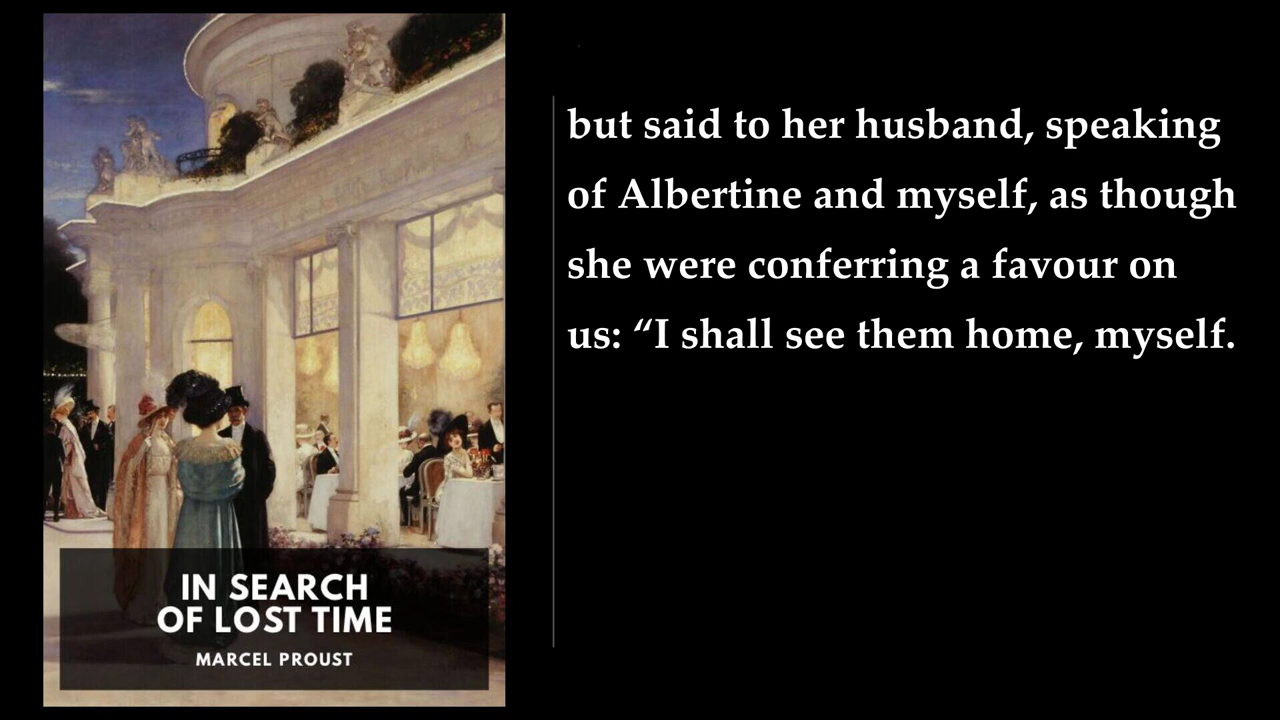 but said to her husband, speaking
of Albertine and myself, as though
she were conferring a favour on
us: “I shall see them home, myself.
IN SEARCH
OF LOST TIME
MARCEL PROUST